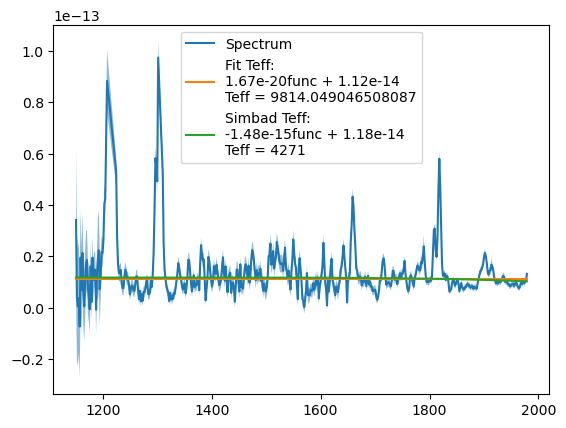 1e−13
1.0
0.8
0.6
0.4
0.2
0.0
−0.2
1200
1400
1600
1800
2000
Spectrum
Fit Teff:
1.67e-20func + 1.12e-14
Teff = 9814.049046508087
Simbad Teff:
-1.48e-15func + 1.18e-14
Teff = 4271